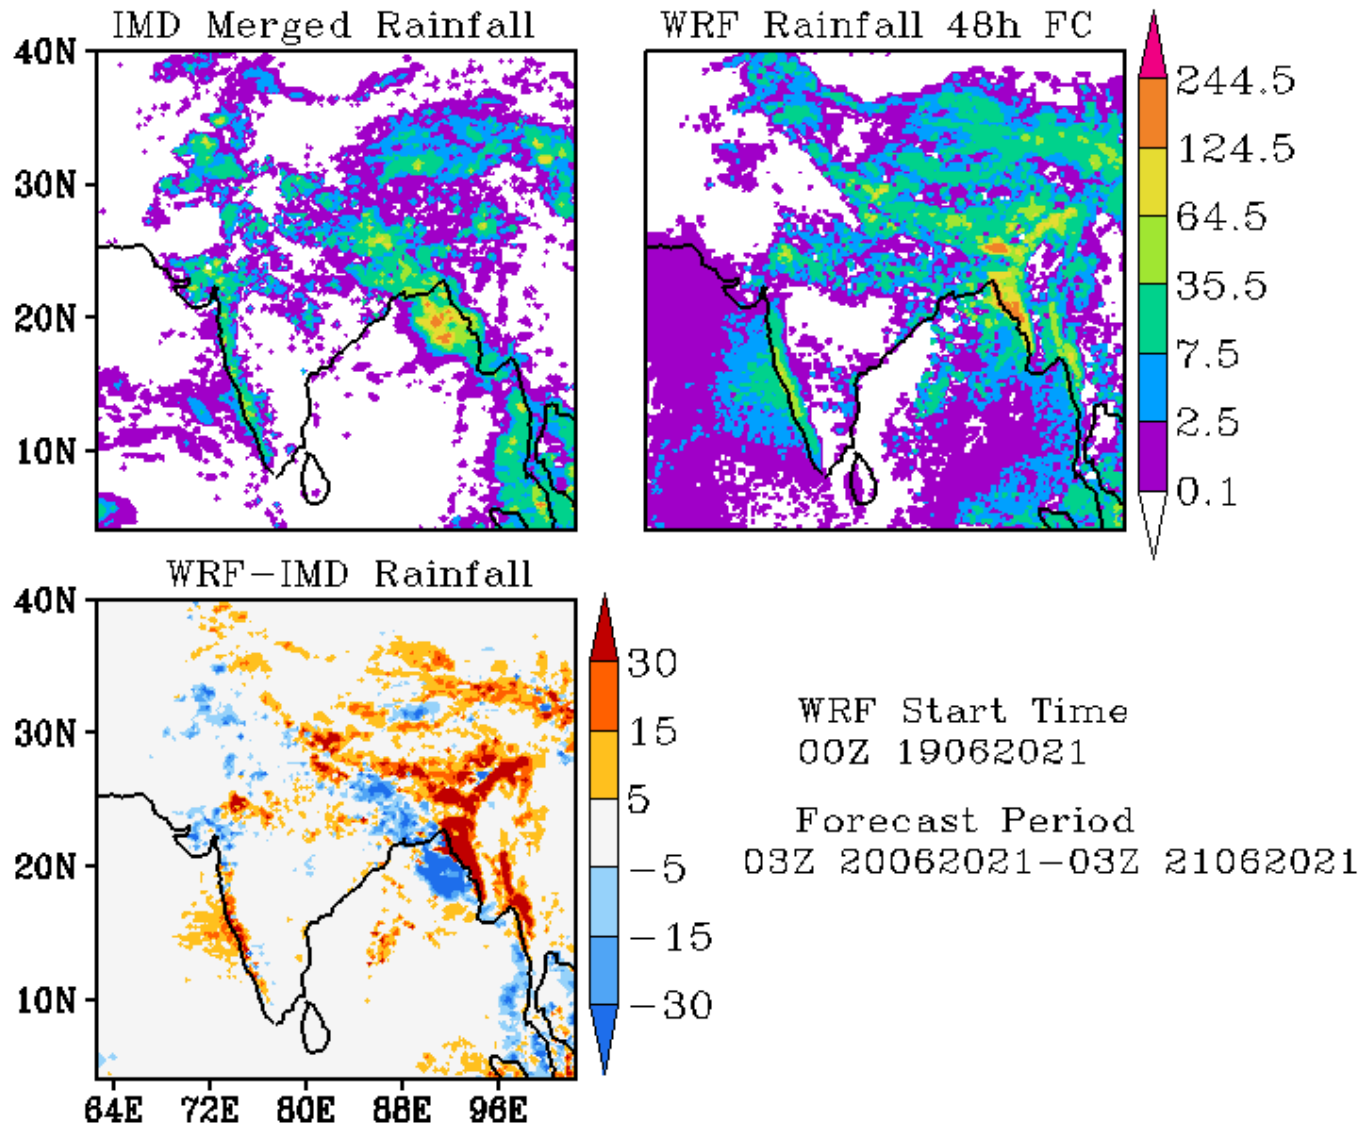 IMD Merged Rainfall
WRF Rainfall 48h FC
40N
30N
20N
10N
244.5
124.5
64.5
35.5
7.5
2.5
0.1
WRF-IMD Rainfall
40N
30N
20N
10N
64E 72E 80E 88E 96E
30
15
5
-5
-15
-30
WRF Start Time
00Z 19062021
Forecast Period
03Z 20062021-03Z 21062021